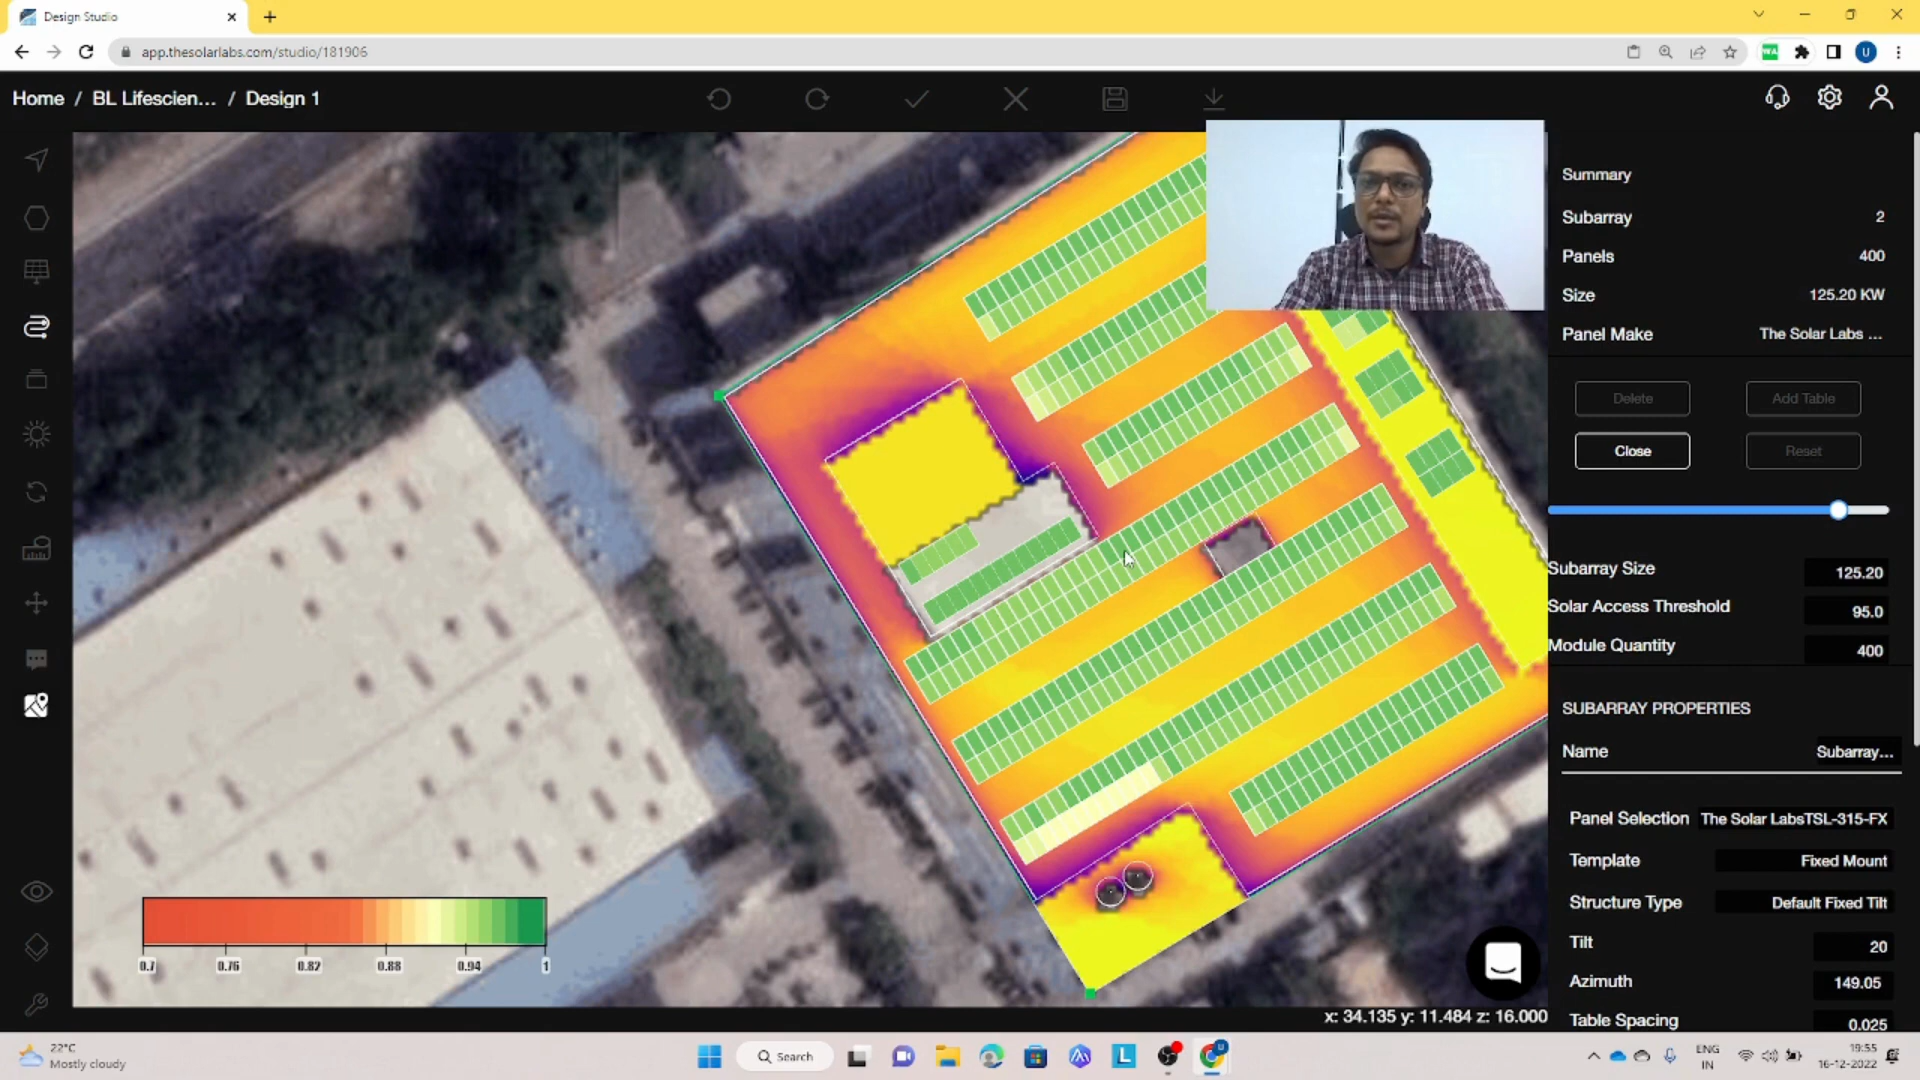 Design Studio
app.thesolarlabs.com/studio/181906
Home / BL Lifescien... / Design 1
Summary
Subarray 2
Panels 400
Size 125.20 KW
Panel Make The Solar Labs ...
Delete Add Table
Close Reset
Subarray Size 125.20
Solar Access Threshold 95.0
Module Quantity 400
SUBARRAY PROPERTIES
Name Subarray...
Panel Selection The Solar LabsTSL-315-FX
Template Fixed Mount
Structure Type Default Fixed Tilt
Tilt 20
Azimuth 149.05
Table Spacing 0.025
0.7 0.76 0.82 0.88 0.94 1
x: 34.135 y: 11.484 z: 16.000
22°C
Mostly cloudy
Search
ENG
IN
19:55
16-12-2022
WA
U
L
U